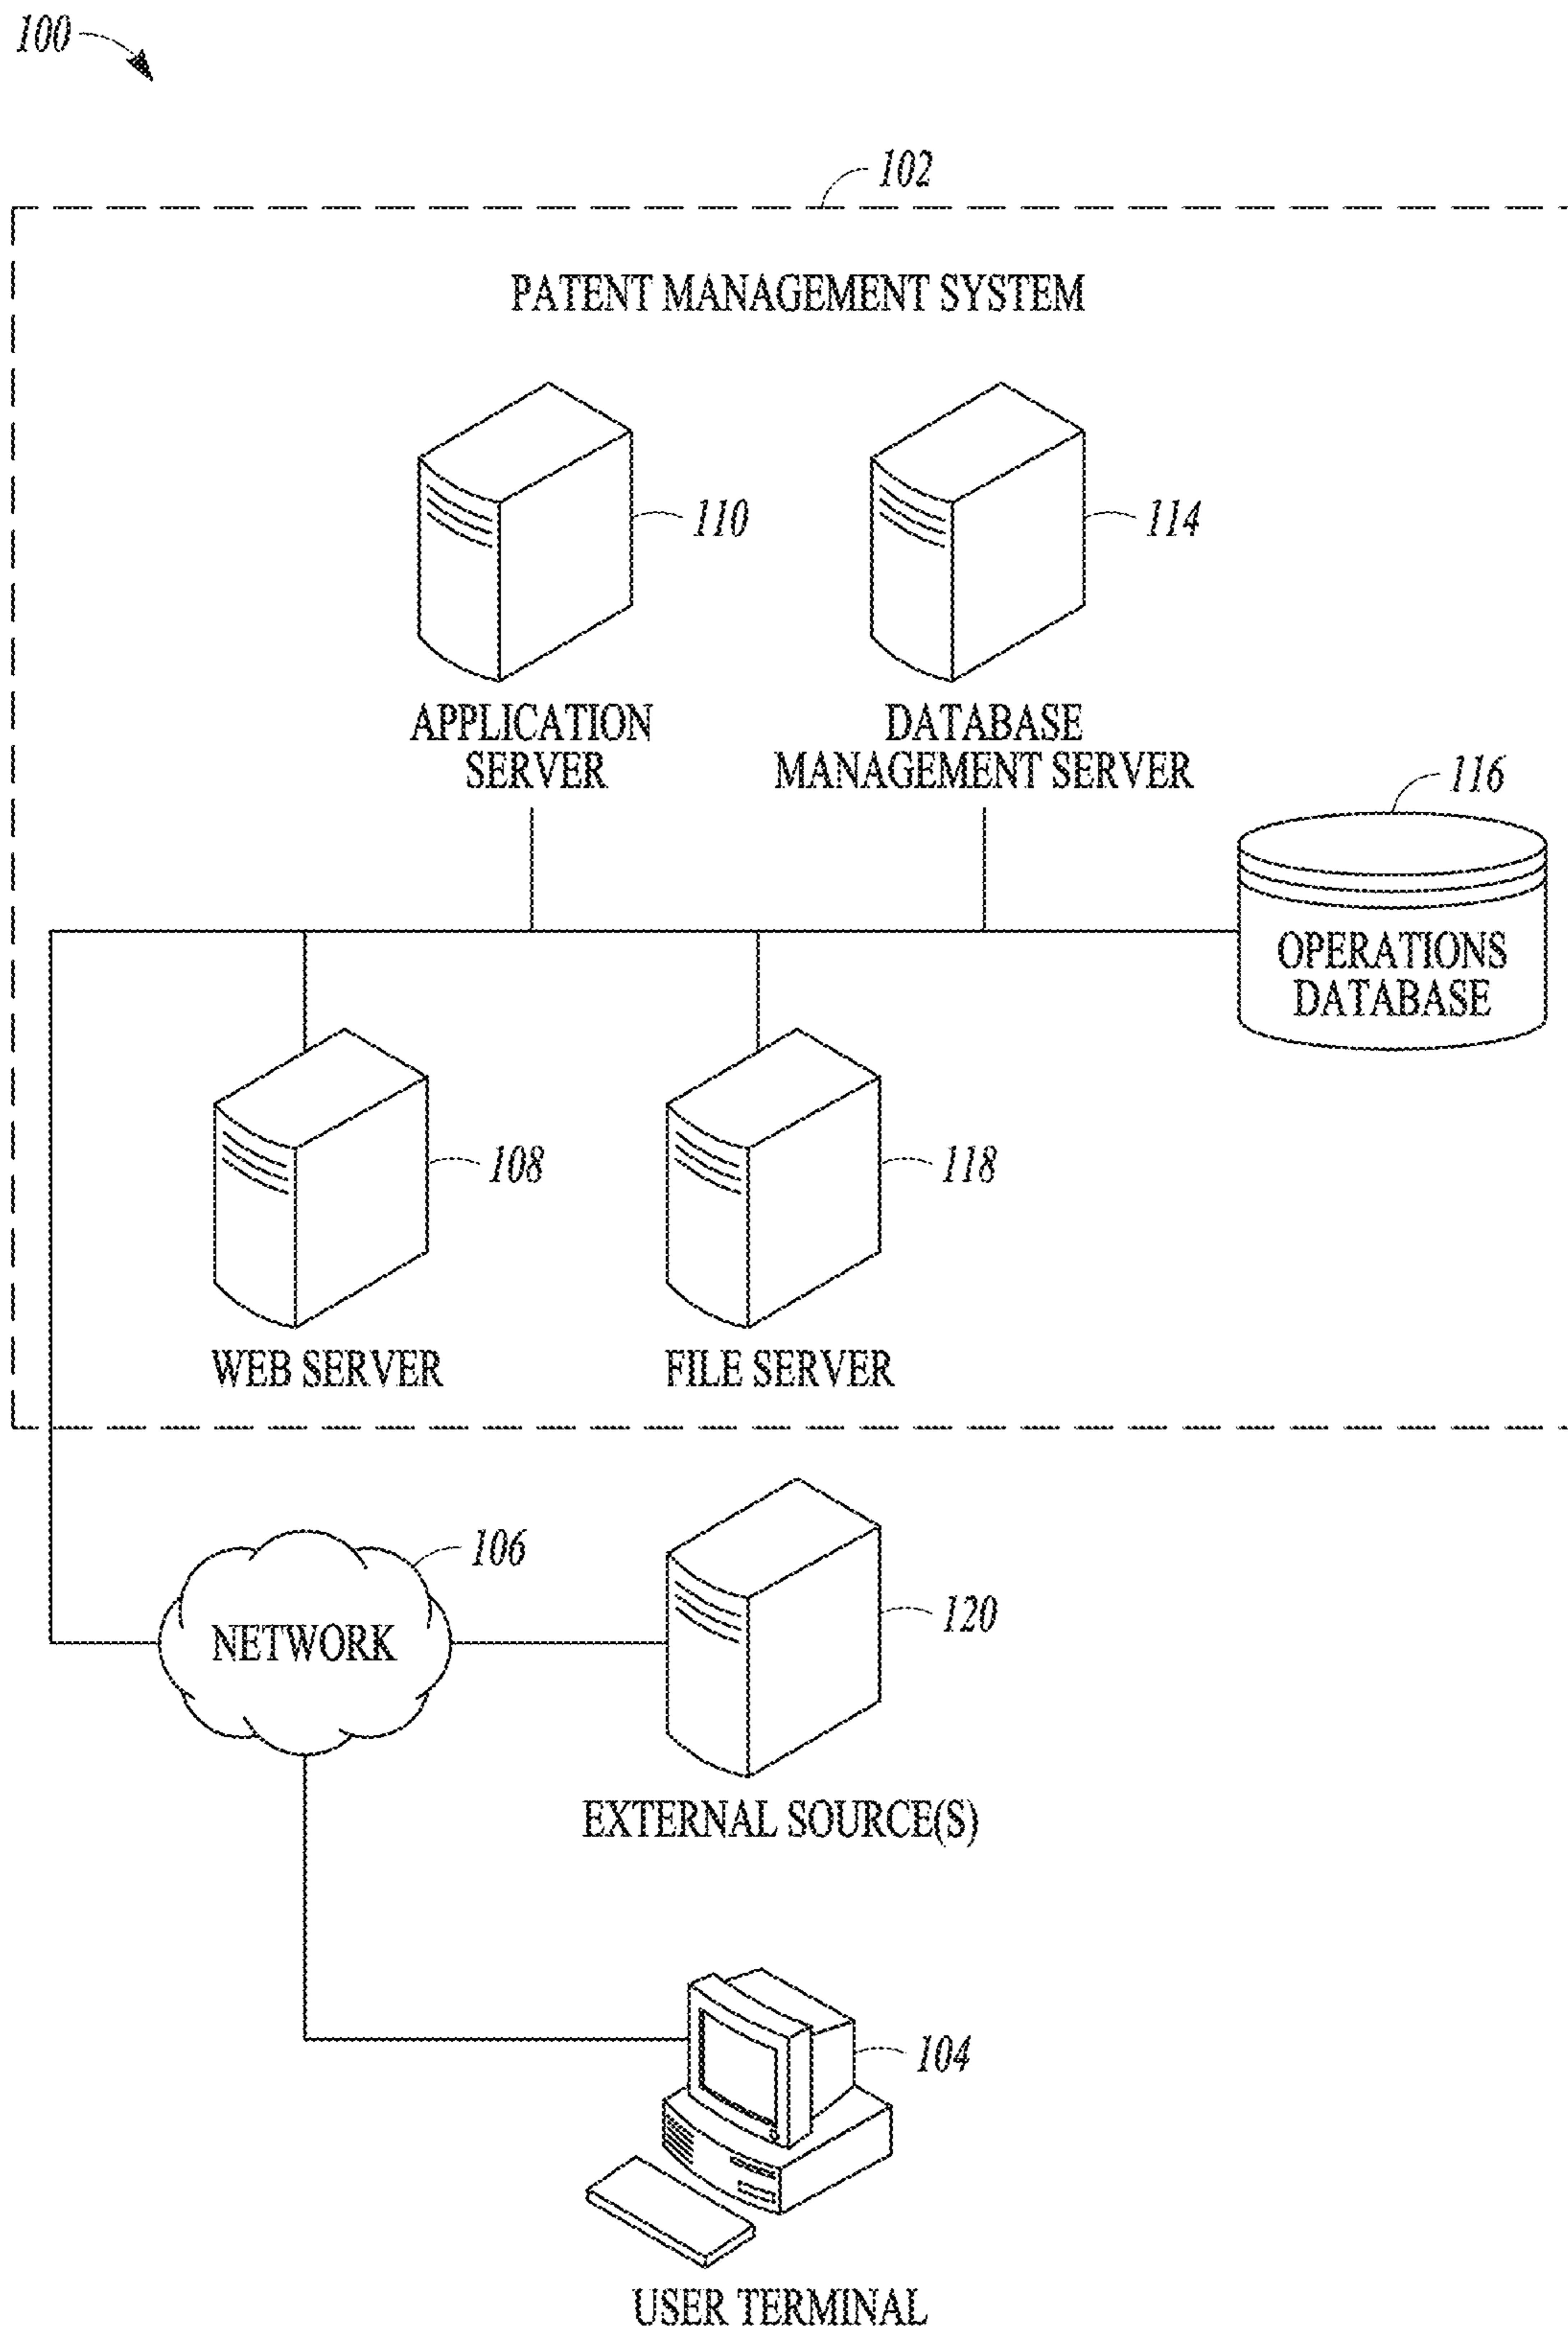 100
102
PATENT MANAGEMENT SYSTEM
110
114
APPLICATION
SERVER
DATABASE
MANAGEMENT SERVER
116
OPERATIONS
DATABASE
108
118
WEB SERVER
FILE SERVER
106
NETWORK
120
EXTERNAL SOURCE(S)
104
USER TERMINAL